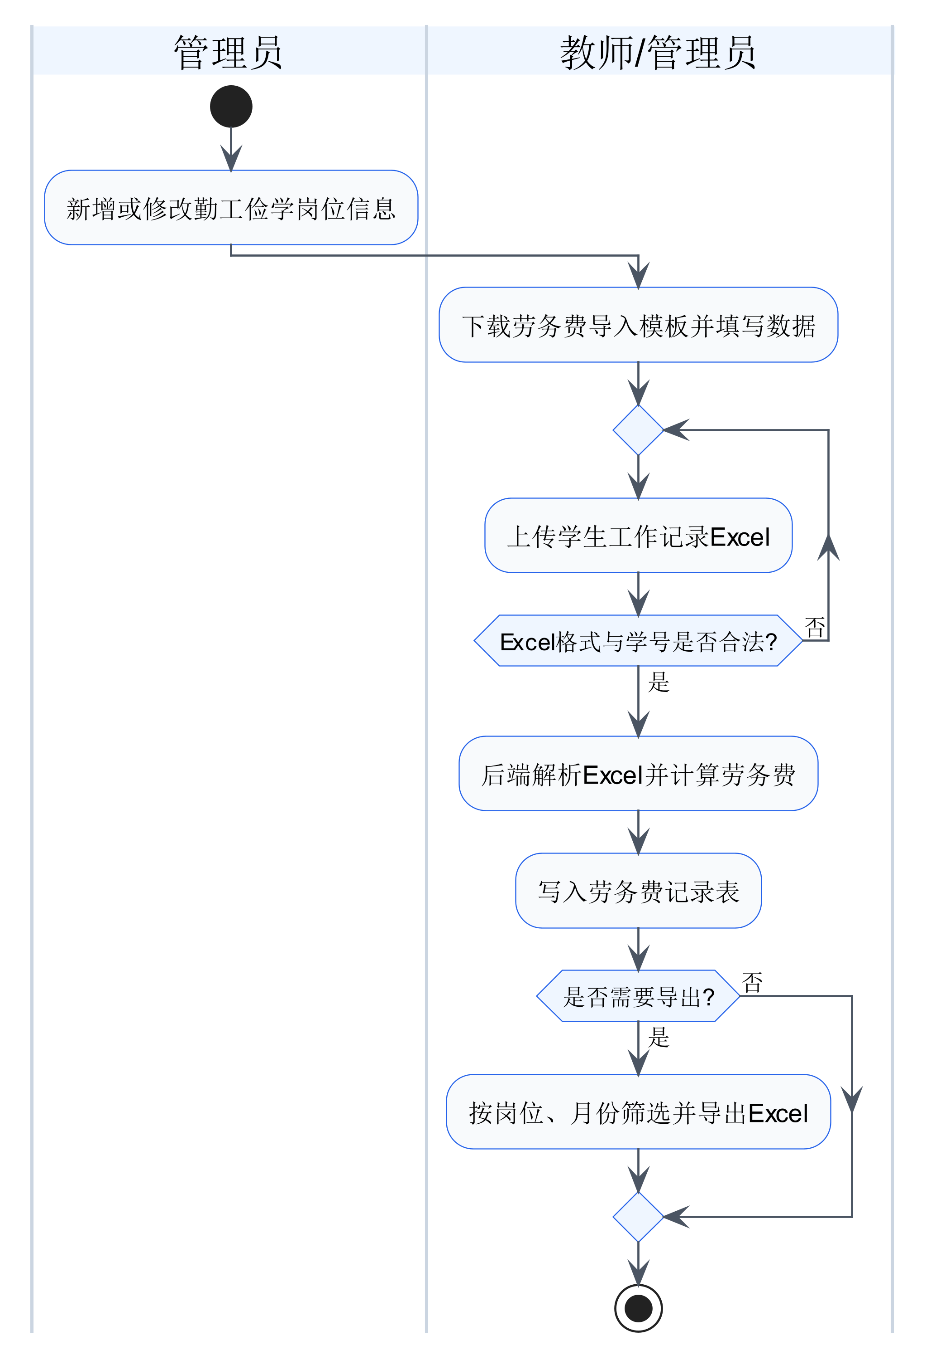 管理员
教师/管理员
新增或修改勤工俭学岗位信息
下载劳务费导入模板并填写数据
上传学生工作记录Excel
Excel格式与学号是否合法?
否
是
后端解析Excel并计算劳务费
写入劳务费记录表
是否需要导出?
否
是
按岗位、月份筛选并导出Excel